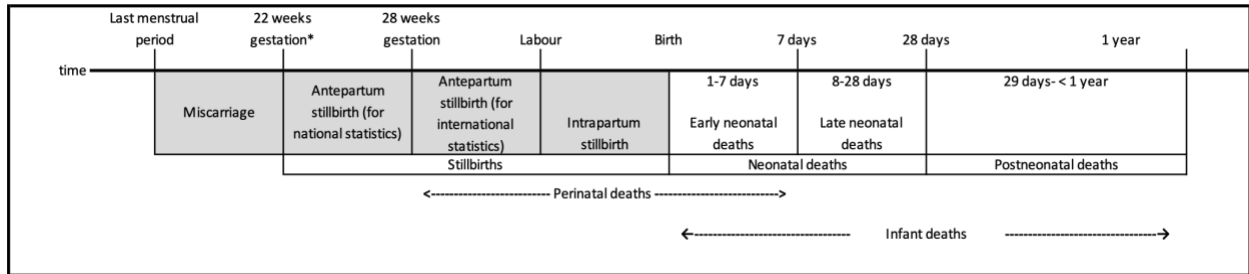 Last menstrual period
22 weeks gestation*
28 weeks gestation
Labour
Birth
7 days
28 days
1 year
time
Miscarriage
Antepartum
stillbirth (for
national statistics)
Antepartum
stillbirth (for
international
statistics)
Intrapartum
stillbirth
1-7 days
Early neonatal
deaths
8-28 days
Late neonatal
deaths
29 days- < 1 year
Stillbirths
Neonatal deaths
Postneonatal deaths
Perinatal deaths
Infant deaths